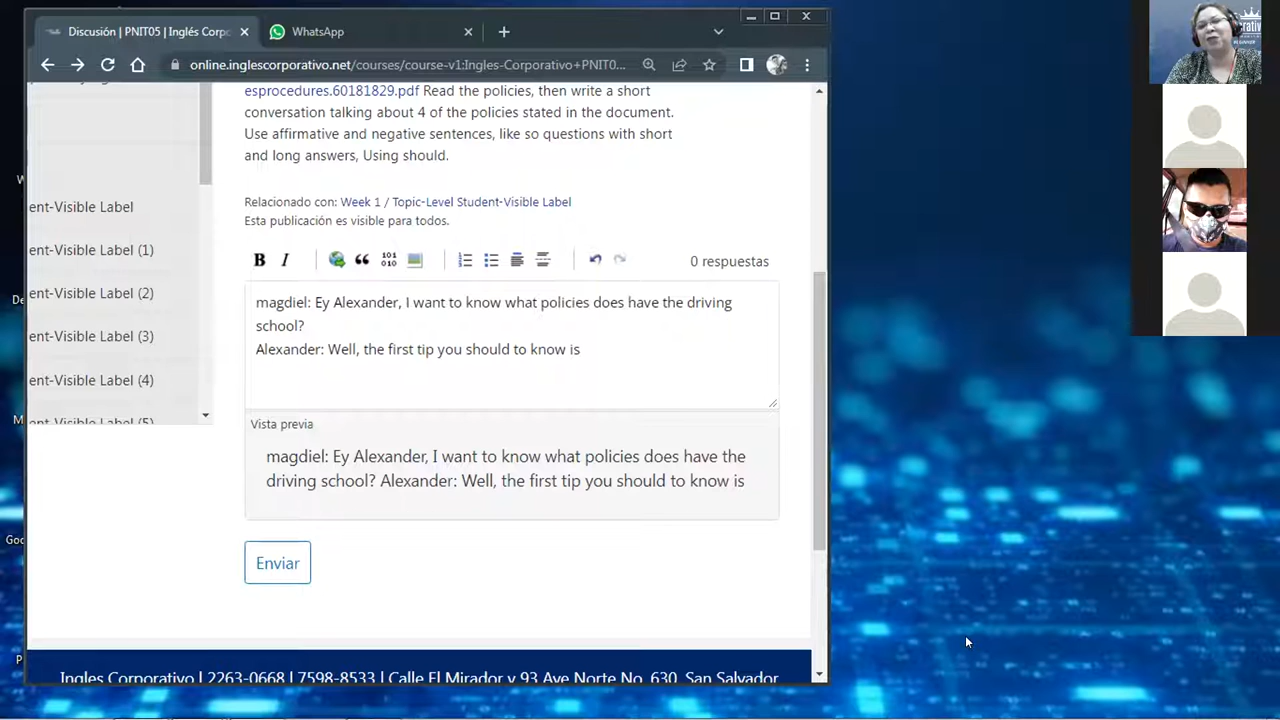 Discusión | PNIT05 | Inglés Corpo
WhatsApp
online.inglescorporativo.net/courses/course-v1:Ingles-Corporativo+PNIT0...
esprocedures.60181829.pdf Read the policies, then write a short
conversation talking about 4 of the policies stated in the document.
Use affirmative and negative sentences, like so questions with short
and long answers, Using should.
ent-Visible Label
Relacionado con: Week 1 / Topic-Level Student-Visible Label
Esta publicación es visible para todos.
ent-Visible Label (1)
B I
101
010
0 respuestas
ent-Visible Label (2)
magdiel: Ey Alexander, I want to know what policies does have the driving
school?
ent-Visible Label (3)
Alexander: Well, the first tip you should to know is
ent-Visible Label (4)
ent-Visible Label (5)
Vista previa
magdiel: Ey Alexander, I want to know what policies does have the
driving school? Alexander: Well, the first tip you should to know is
Enviar
Ingles Corporativo | 2263-0668 | 7598-8533 | Calle El Mirador y 93 Ave Norte No. 630, San Salvador